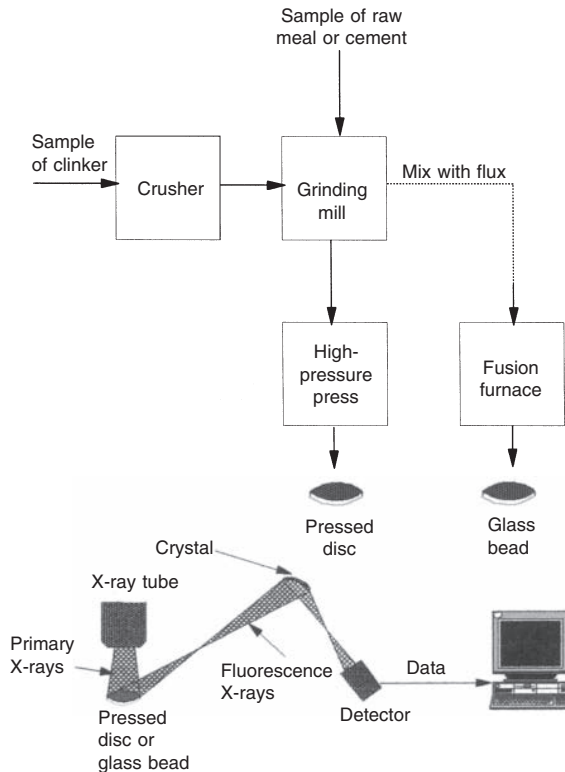 Sample of raw
meal or cement
Sample
of clinker
Crusher
Grinding
mill
Mix with flux
High-
pressure
press
Fusion
furnace
Pressed
disc
Glass
bead
Crystal
X-ray tube
Primary
X-rays
Fluorescence
X-rays
Data
Detector
Pressed
disc or
glass bead